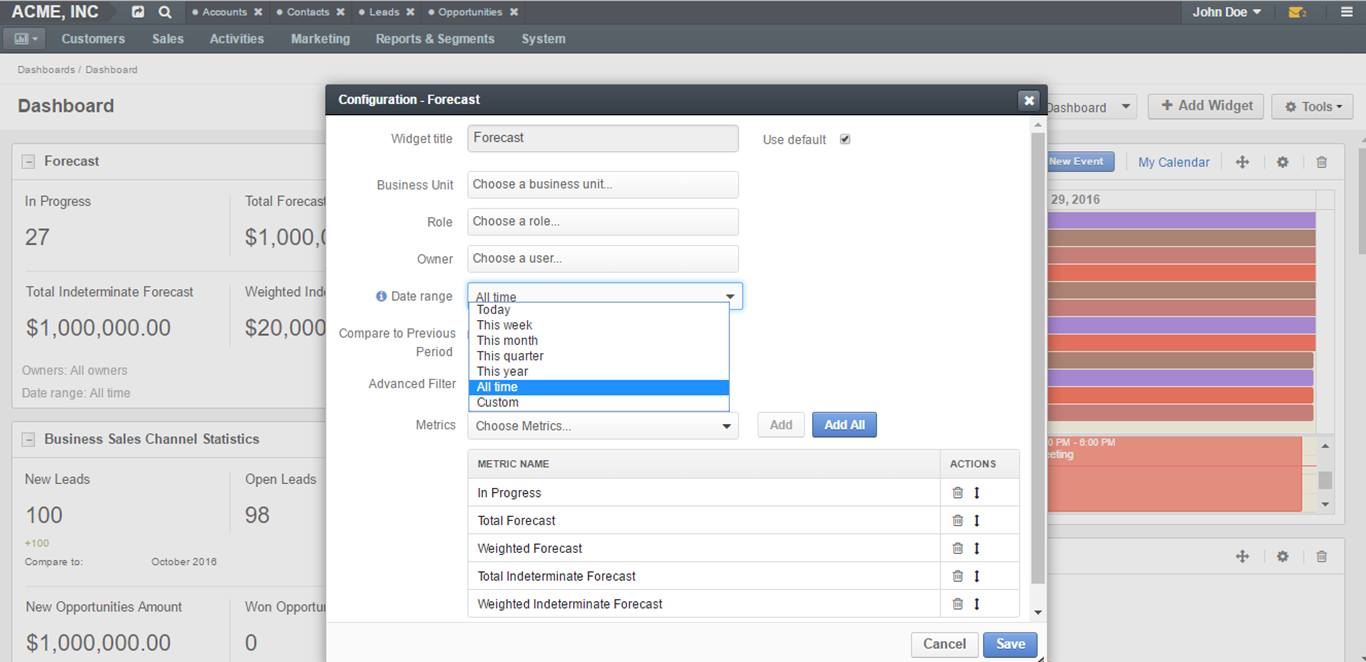 ACME, INC
Accounts ✖
Contacts ✖
Leads ✖
Opportunities ✖
John Doe
2
Customers
Sales
Activities
Marketing
Reports & Segments
System
Dashboards / Dashboard
Dashboard
Dashboard
+ Add Widget
Tools
Forecast
In Progress
27
Total Forecast
$1,000,0
Total Indeterminate Forecast
$1,000,000.00
Weighted Ind
$20,000
Owners: All owners
Date range: All time
Business Sales Channel Statistics
New Leads
100
+100
Compare to:
October 2016
Open Leads
98
New Opportunities Amount
$1,000,000.00
Won Opportu
0
Configuration - Forecast
Widget title
Forecast
Use default
Business Unit
Choose a business unit...
Role
Choose a role...
Owner
Choose a user...
Date range
All time
Today
This week
This month
This quarter
This year
All time
Custom
Compare to Previous
Period
Advanced Filter
Metrics
Choose Metrics...
Add
Add All
METRIC NAME
ACTIONS
In Progress
Total Forecast
Weighted Forecast
Total Indeterminate Forecast
Weighted Indeterminate Forecast
Cancel
Save
New Event
My Calendar
29, 2016
0 PM - 6:00 PM
eeting